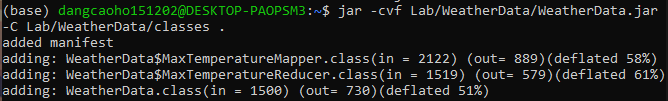 (base) dangcaoho151202@DESKTOP-PAOPSM3:~$ jar -cvf Lab/WeatherData/WeatherData.jar
-C Lab/WeatherData/classes .
added manifest
adding: WeatherData$MaxTemperatureMapper.class(in = 2122) (out= 889)(deflated 58%)
adding: WeatherData$MaxTemperatureReducer.class(in = 1519) (out= 579)(deflated 61%)
adding: WeatherData.class(in = 1500) (out= 730)(deflated 51%)